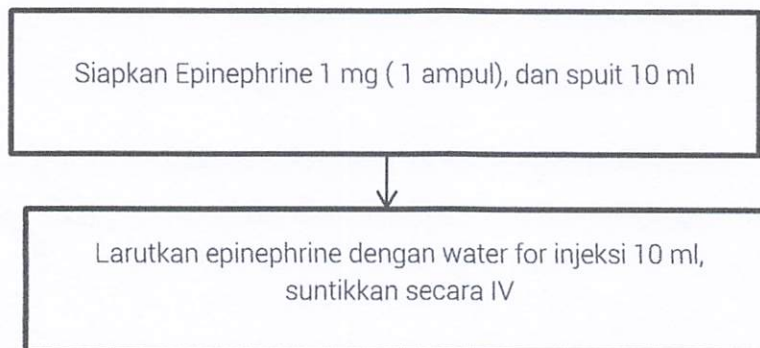 Siapkan Epinephrine 1 mg ( 1 ampul), dan spuit 10 ml
Larutkan epinephrine dengan water for injeksi 10 ml,
suntikkan secara IV